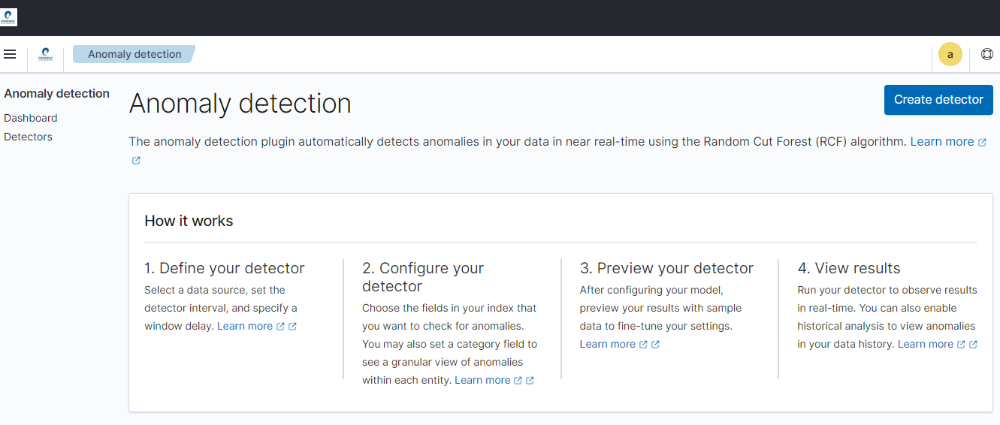 Anomaly detection
a
Anomaly detection
Dashboard
Detectors
Anomaly detection
Create detector
The anomaly detection plugin automatically detects anomalies in your data in near real-time using the Random Cut Forest (RCF) algorithm. Learn more
How it works
1. Define your detector
Select a data source, set the
detector interval, and specify a
window delay. Learn more
2. Configure your
detector
Choose the fields in your index that
you want to check for anomalies.
You may also set a category field to
see a granular view of anomalies
within each entity. Learn more
3. Preview your detector
After configuring your model,
preview your results with sample
data to fine-tune your settings.
Learn more
4. View results
Run your detector to observe results
in real-time. You can also enable
historical analysis to view anomalies
in your data history. Learn more